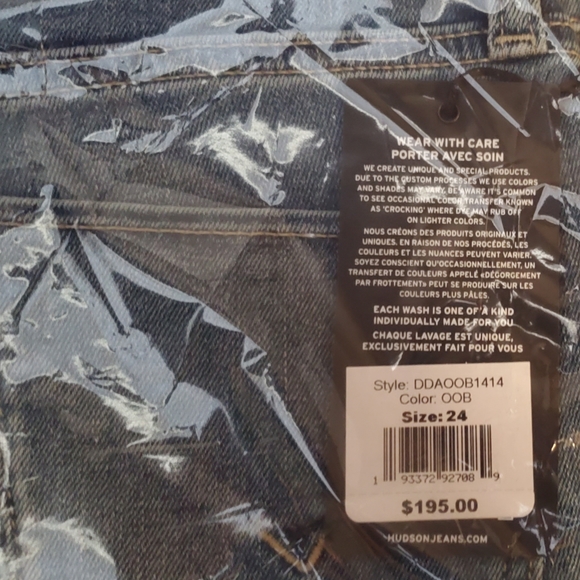 WEAR WITH CARE
PORTER AVEC SOIN
WE CREATE UNIQUE AND SPECIAL PRODUCTS.
DUE TO THE CUSTOM PROCESSES WE USE COLORS
AND SHADES MAY VARY. BE AWARE IT'S COMMON
TO SEE OCCASIONAL COLOR TRANSFER KNOWN
AS 'CROCKING' WHERE DYE MAY RUB OFF
ON LIGHTER COLORS.
NOUS CRÉONS DES PRODUITS ORIGINAUX ET
UNIQUES. EN RAISON DE NOS PROCÉDÉS, LES
COULEURS ET LES NUANCES PEUVENT VARIER.
SOYEZ CONSCIENT QU'OCCASIONNELLEMENT, UN
TRANSFERT DE COULEURS APPELÉ «DÉGORGEMENT
PAR FROTTEMENT» PEUT SE PRODUIRE SUR LES
COULEURS PLUS PÂLES.
EACH WASH IS ONE OF A KIND
INDIVIDUALLY MADE FOR YOU
CHAQUE LAVAGE EST UNIQUE,
EXCLUSIVEMENT FAIT POUR VOUS
Style: DDAOOB1414
Color: OOB
Size: 24
1 93372 92708 9
$195.00
HUDSONJEANS.COM